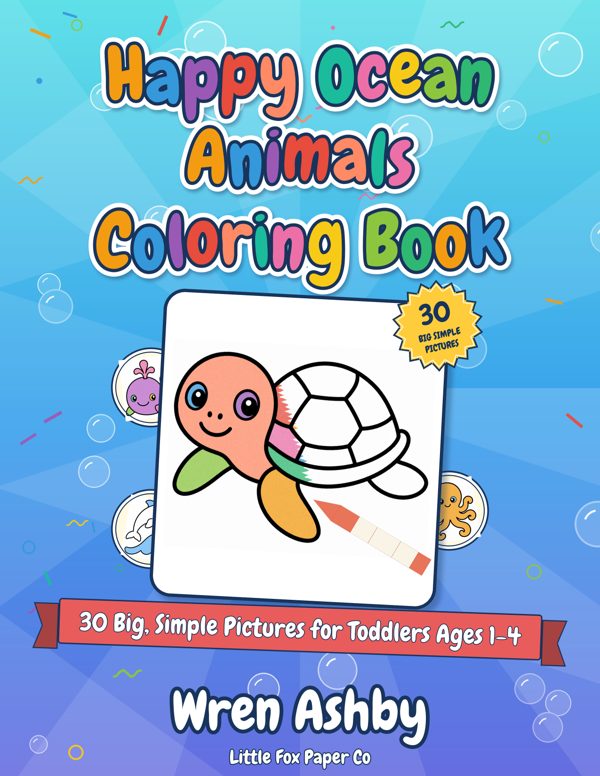 Happy Ocean
Animals
Coloring Book
30
BIG SIMPLE
PICTURES
30 Big, Simple Pictures for Toddlers Ages 1-4
Wren Ashby
Little Fox Paper Co